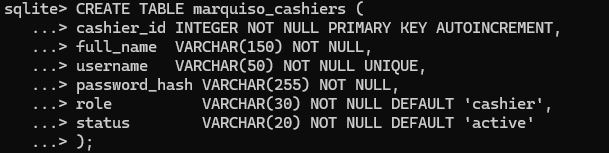 sqlite> CREATE TABLE marquiso_cashiers (
   ...> cashier_id INTEGER NOT NULL PRIMARY KEY AUTOINCREMENT,
   ...> full_name  VARCHAR(150) NOT NULL,
   ...> username   VARCHAR(50) NOT NULL UNIQUE,
   ...> password_hash VARCHAR(255) NOT NULL,
   ...> role          VARCHAR(30) NOT NULL DEFAULT 'cashier',
   ...> status        VARCHAR(20) NOT NULL DEFAULT 'active'
   ...> );